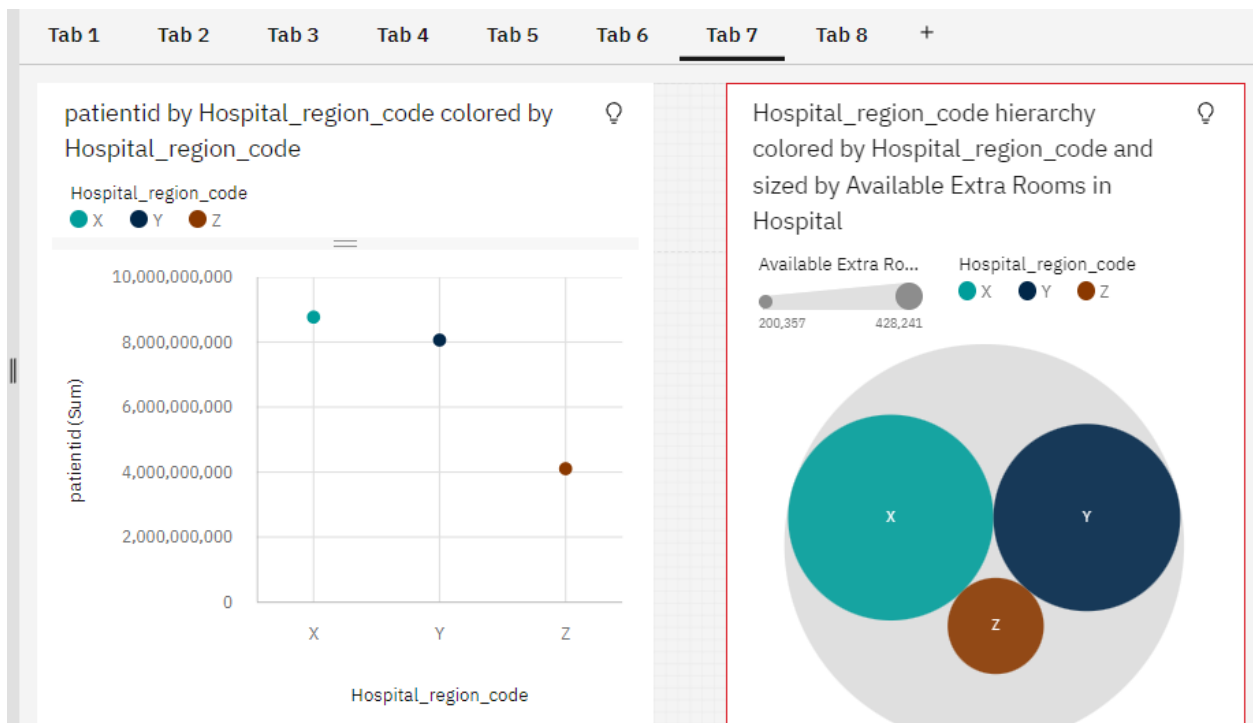 Tab 1 Tab 2 Tab 3 Tab 4 Tab 5 Tab 6 Tab 7 Tab 8 +
patientid by Hospital_region_code colored by
Hospital_region_code
Hospital_region_code
X Y Z
10,000,000,000
8,000,000,000
6,000,000,000
4,000,000,000
2,000,000,000
0
patientid (Sum)
X Y Z
Hospital_region_code
Hospital_region_code hierarchy
colored by Hospital_region_code and
sized by Available Extra Rooms in
Hospital
Available Extra Ro...
200,357 428,241
Hospital_region_code
X Y Z
X
Y
Z